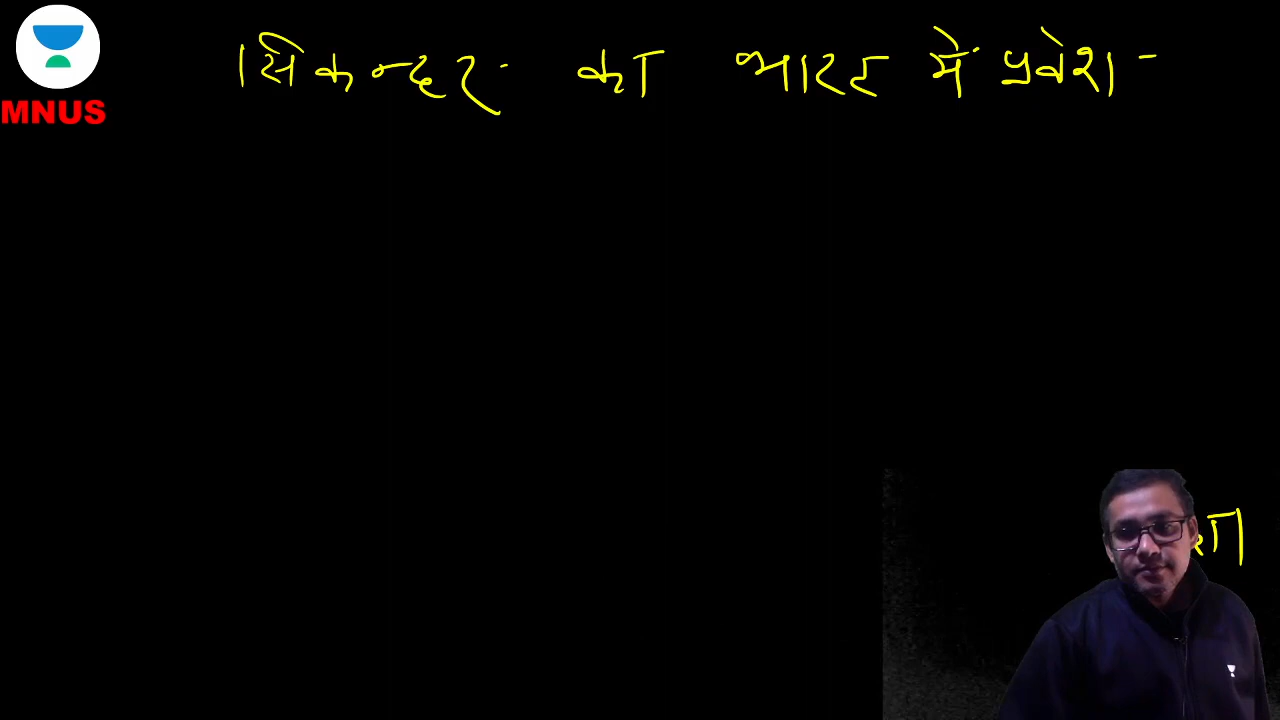 MNUS
सिकन्दर का भारत में प्रवेश -